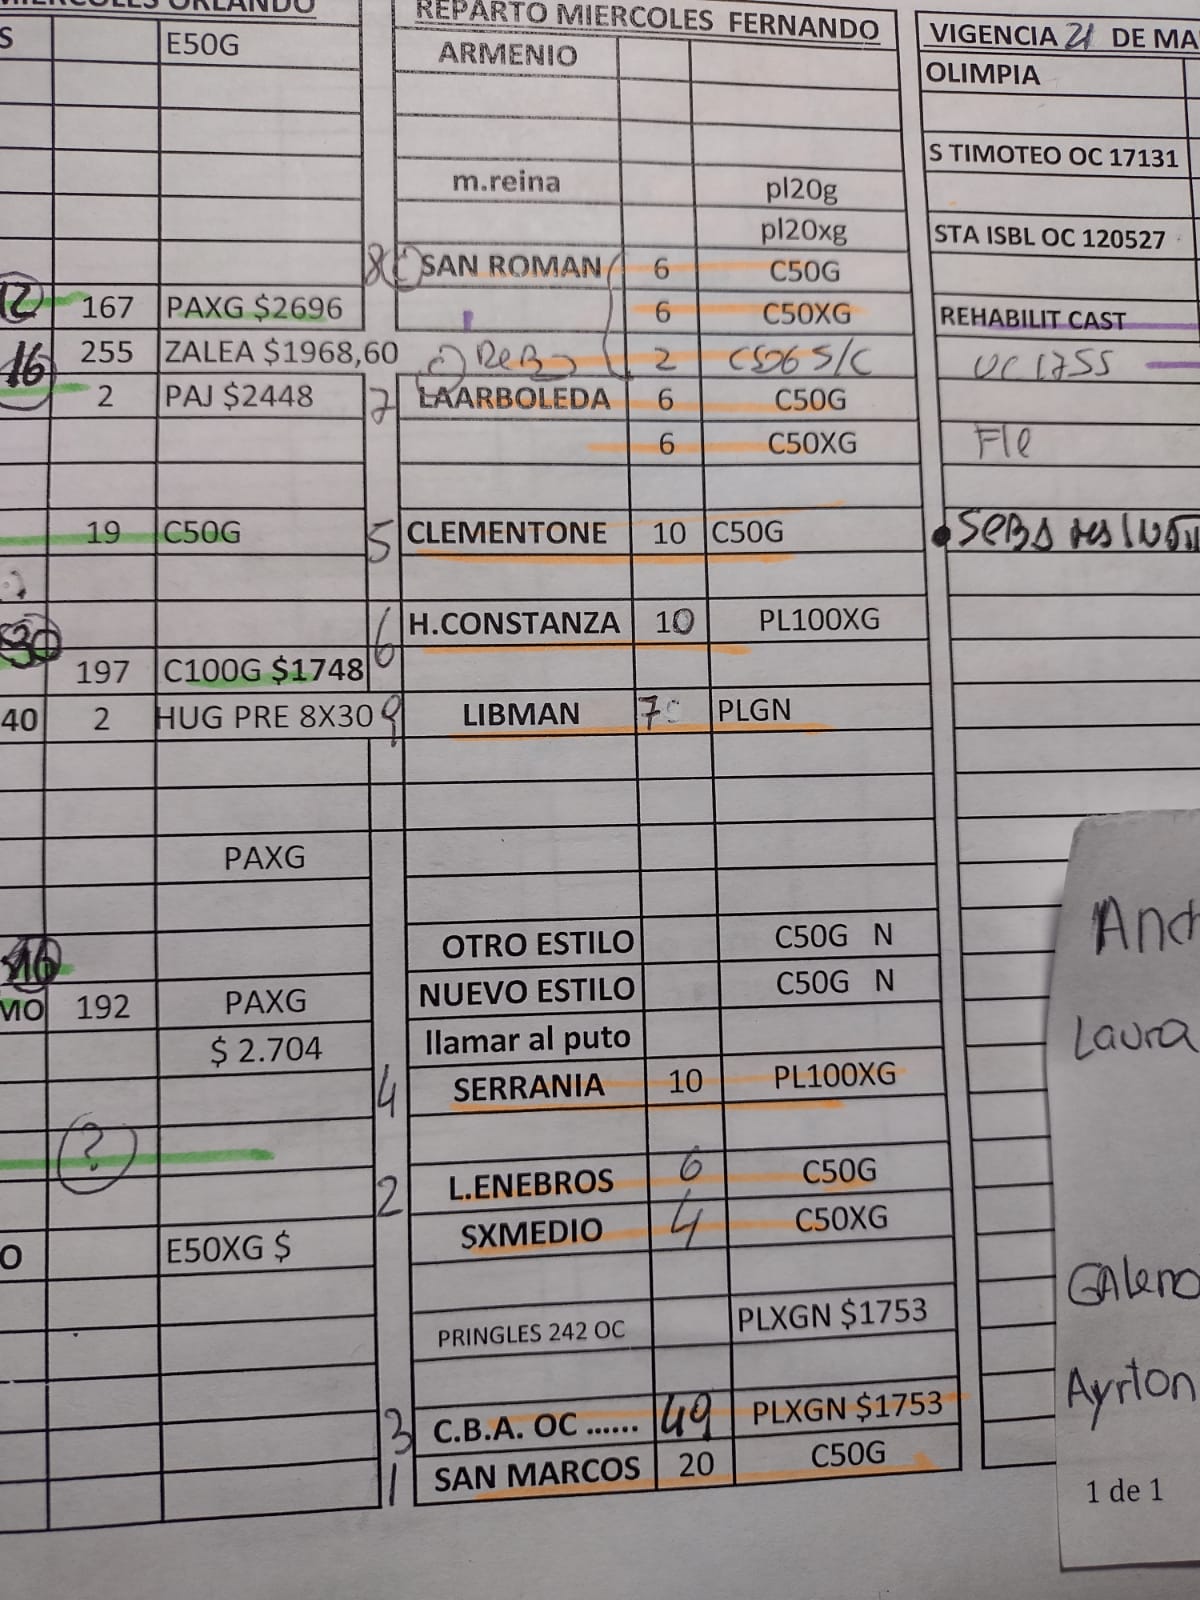 MIERCOLES ORLANDO
S E50G
12 167 PAXG $2696
16 255 ZALEA $1968,60
2 PAJ $2448
19 C50G
30
197 C100G $1748
40 2 HUG PRE 8X30
PAXG
16
MO 192 PAXG
$ 2.704
?
O E50XG $
REPARTO MIERCOLES FERNANDO
ARMENIO
m.reina pl20g
pl20xg
8 SAN ROMAN 6 C50G
6 C50XG
2 C50G S/C
7 LAARBOLEDA 6 C50G
6 C50XG
5 CLEMENTONE 10 C50G
6 H.CONSTANZA 10 PL100XG
9 LIBMAN 7 PLGN
OTRO ESTILO C50G N
NUEVO ESTILO C50G N
llamar al puto
4 SERRANIA 10 PL100XG
2 L.ENEBROS 6 C50G
SXMEDIO 4 C50XG
PRINGLES 242 OC PLXGN $1753
3 C.B.A. OC ...... 49 PLXGN $1753
1 SAN MARCOS 20 C50G
VIGENCIA 21 DE MA
OLIMPIA
S TIMOTEO OC 17131
STA ISBL OC 120527
REHABILIT CAST
OC 1755
Fle
And
Laura
GAleno
Ayrton
1 de 1